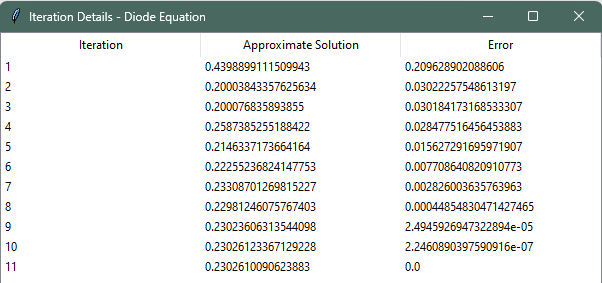 Iteration Details - Diode Equation
Iteration Approximate Solution Error
1 0.4398899111509943 0.209628902088606
2 0.20003843357625634 0.03022257548613197
3 0.200076835893855 0.030184173168533307
4 0.2587385255188422 0.028477516456453883
5 0.2146337173664164 0.015627291695971907
6 0.22255236824147753 0.007708640820910773
7 0.23308701269815227 0.002826003635763963
8 0.22981246075767403 0.00044854830471427465
9 0.23023606313544098 2.4945926947322894e-05
10 0.23026123367129228 2.2460890397590916e-07
11 0.2302610090623883 0.0